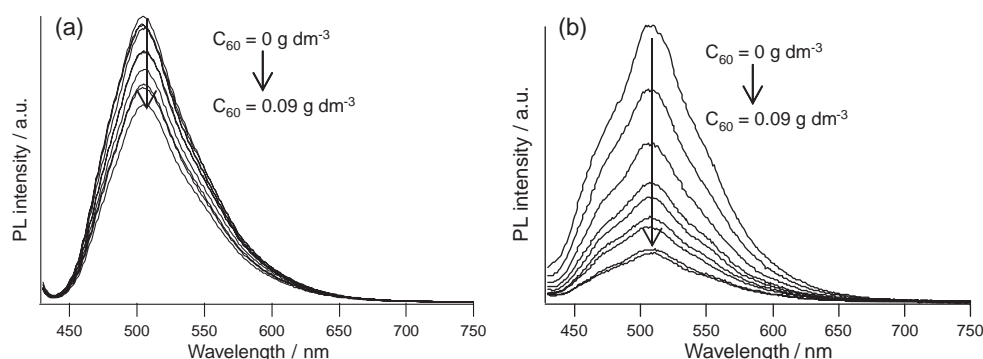 (a)
C₆₀ = 0 g dm⁻³
C₆₀ = 0.09 g dm⁻³
PL intensity / a.u.
450 500 550 600 650 700 750
Wavelength / nm
(b)
C₆₀ = 0 g dm⁻³
C₆₀ = 0.09 g dm⁻³
PL intensity / a.u.
450 500 550 600 650 700 750
Wavelength / nm